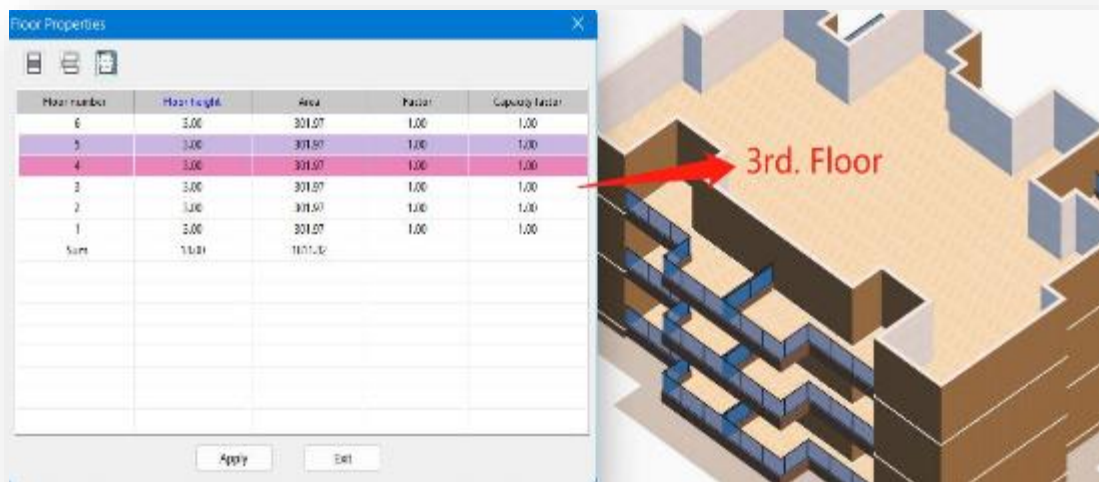 Floor Properties
Floor number Floor height Area Factor Capacity factor
6 3.00 301.97 1.00 1.00
5 3.00 301.97 1.00 1.00
4 3.00 301.97 1.00 1.00
3 3.00 301.97 1.00 1.00
2 3.00 301.97 1.00 1.00
1 3.00 301.97 1.00 1.00
Sum
Apply Exit
3rd. Floor